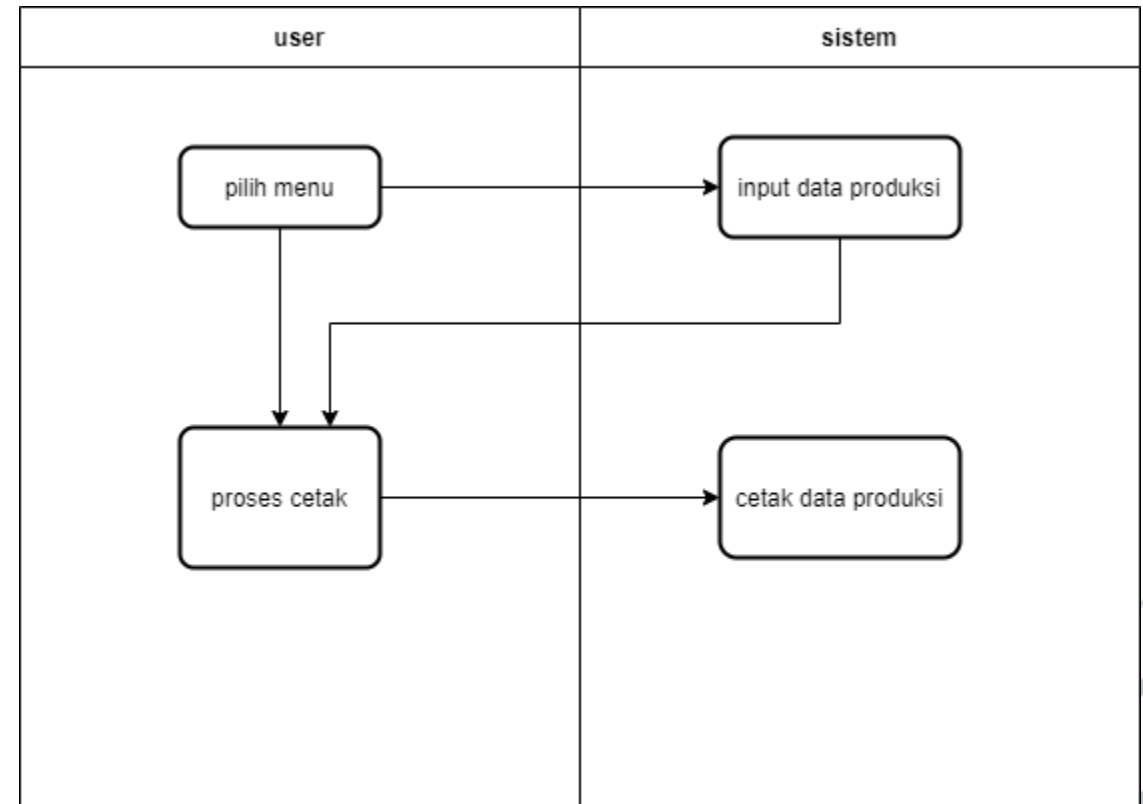 user
sistem
pilih menu
input data produksi
proses cetak
cetak data produksi